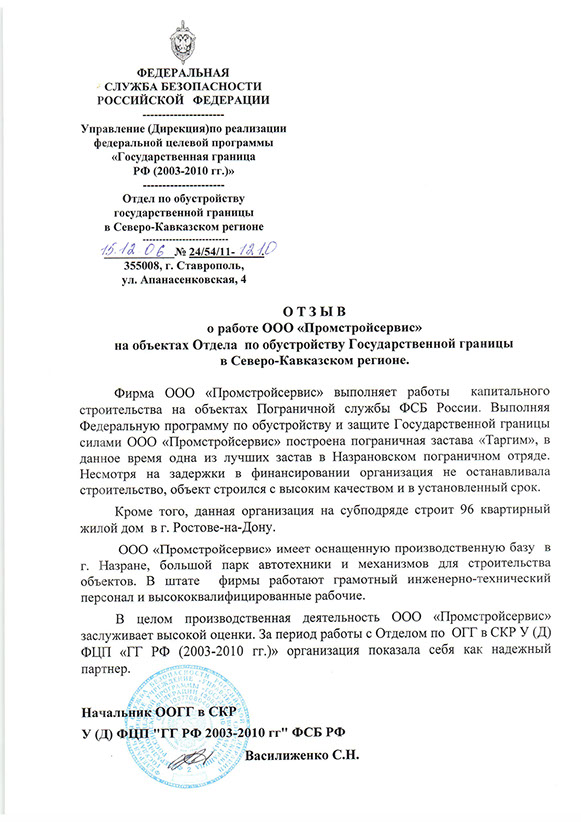 ФЕДЕРАЛЬНАЯ
СЛУЖБА БЕЗОПАСНОСТИ
РОССИЙСКОЙ ФЕДЕРАЦИИ
----------------------
Управление (Дирекция)по реализации
федеральной целевой программы
«Государственная граница
РФ (2003-2010 гг.)»
----------------------
Отдел по обустройству
государственной границы
в Северо-Кавказском регионе
------------------------
15.12 06 № 24/54/11- 1210
355008, г. Ставрополь,
ул. Апанасенковская, 4
О Т З Ы В
о работе ООО «Промстройсервис»
на объектах Отдела по обустройству Государственной границы
в Северо-Кавказском регионе.
Фирма ООО «Промстройсервис» выполняет работы капитального
строительства на объектах Пограничной службы ФСБ России. Выполняя
Федеральную программу по обустройству и защите Государственной границы
силами ООО «Промстройсервис» построена пограничная застава «Таргим», в
данное время одна из лучших застав в Назрановском пограничном отряде.
Несмотря на задержки в финансировании организация не останавливала
строительство, объект строился с высоким качеством и в установленный срок.
Кроме того, данная организация на субподряде строит 96 квартирный
жилой дом в г. Ростове-на-Дону.
ООО «Промстройсервис» имеет оснащенную производственную базу в
г. Назране, большой парк автотехники и механизмов для строительства
объектов. В штате фирмы работают грамотный инженерно-технический
персонал и высококвалифицированные рабочие.
В целом производственная деятельность ООО «Промстройсервис»
заслуживает высокой оценки. За период работы с Отделом по ОГГ в СКР У (Д)
ФЦП «ГГ РФ (2003-2010 гг.)» организация показала себя как надежный
партнер.
Начальник ООГГ в СКР
У (Д) ФЦП "ГГ РФ 2003-2010 гг" ФСБ РФ
Василиженко С.Н.